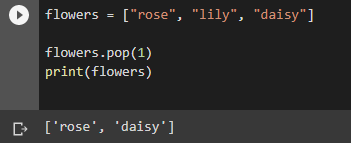 flowers = ["rose", "lily", "daisy"]
flowers.pop(1)
print(flowers)
['rose', 'daisy']